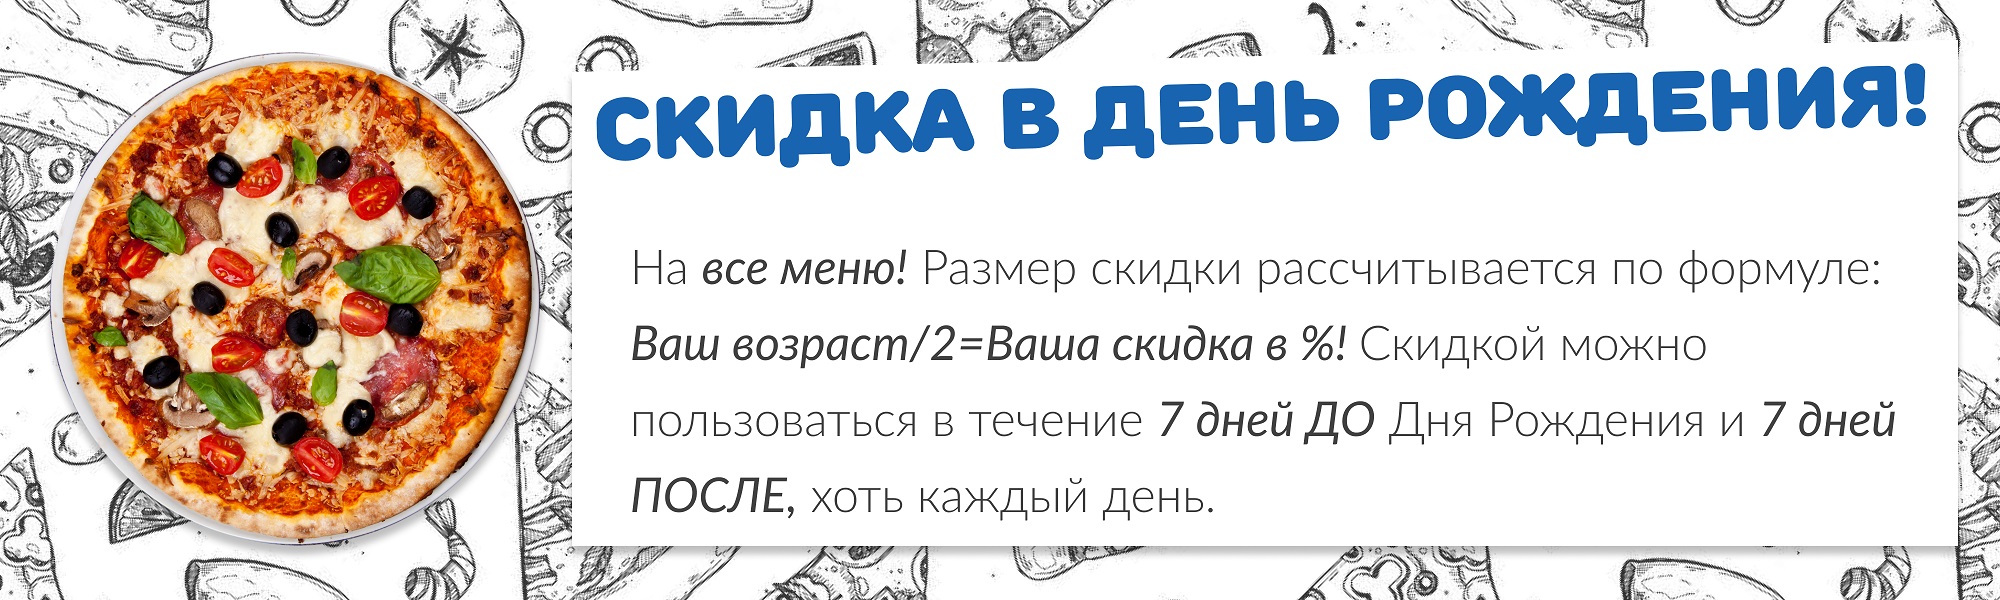 СКИДКА В ДЕНЬ РОЖДЕНИЯ!
На все меню! Размер скидки рассчитывается по формуле:
Ваш возраст/2=Ваша скидка в %! Скидкой можно
пользоваться в течение 7 дней ДО Дня Рождения и 7 дней
ПОСЛЕ, хоть каждый день.